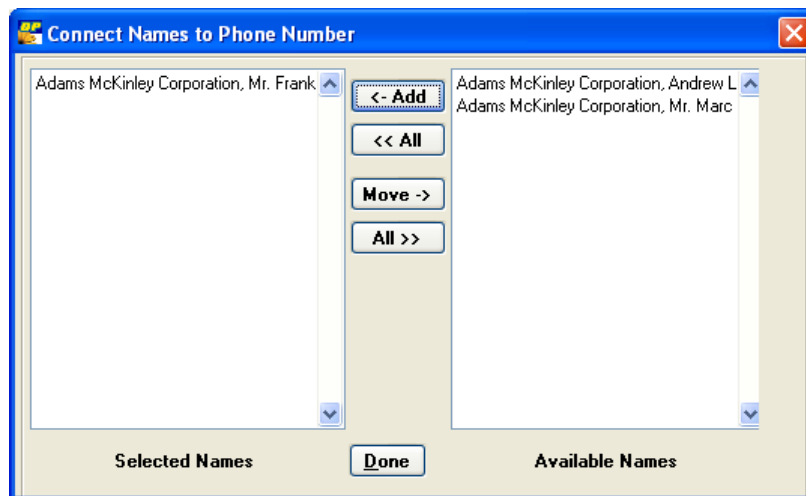 Connect Names to Phone Number
Adams McKinley Corporation, Mr. Frank
<- Add
<< All
Move ->
All >>
Adams McKinley Corporation, Andrew L
Adams McKinley Corporation, Mr. Marc
Selected Names
Done
Available Names